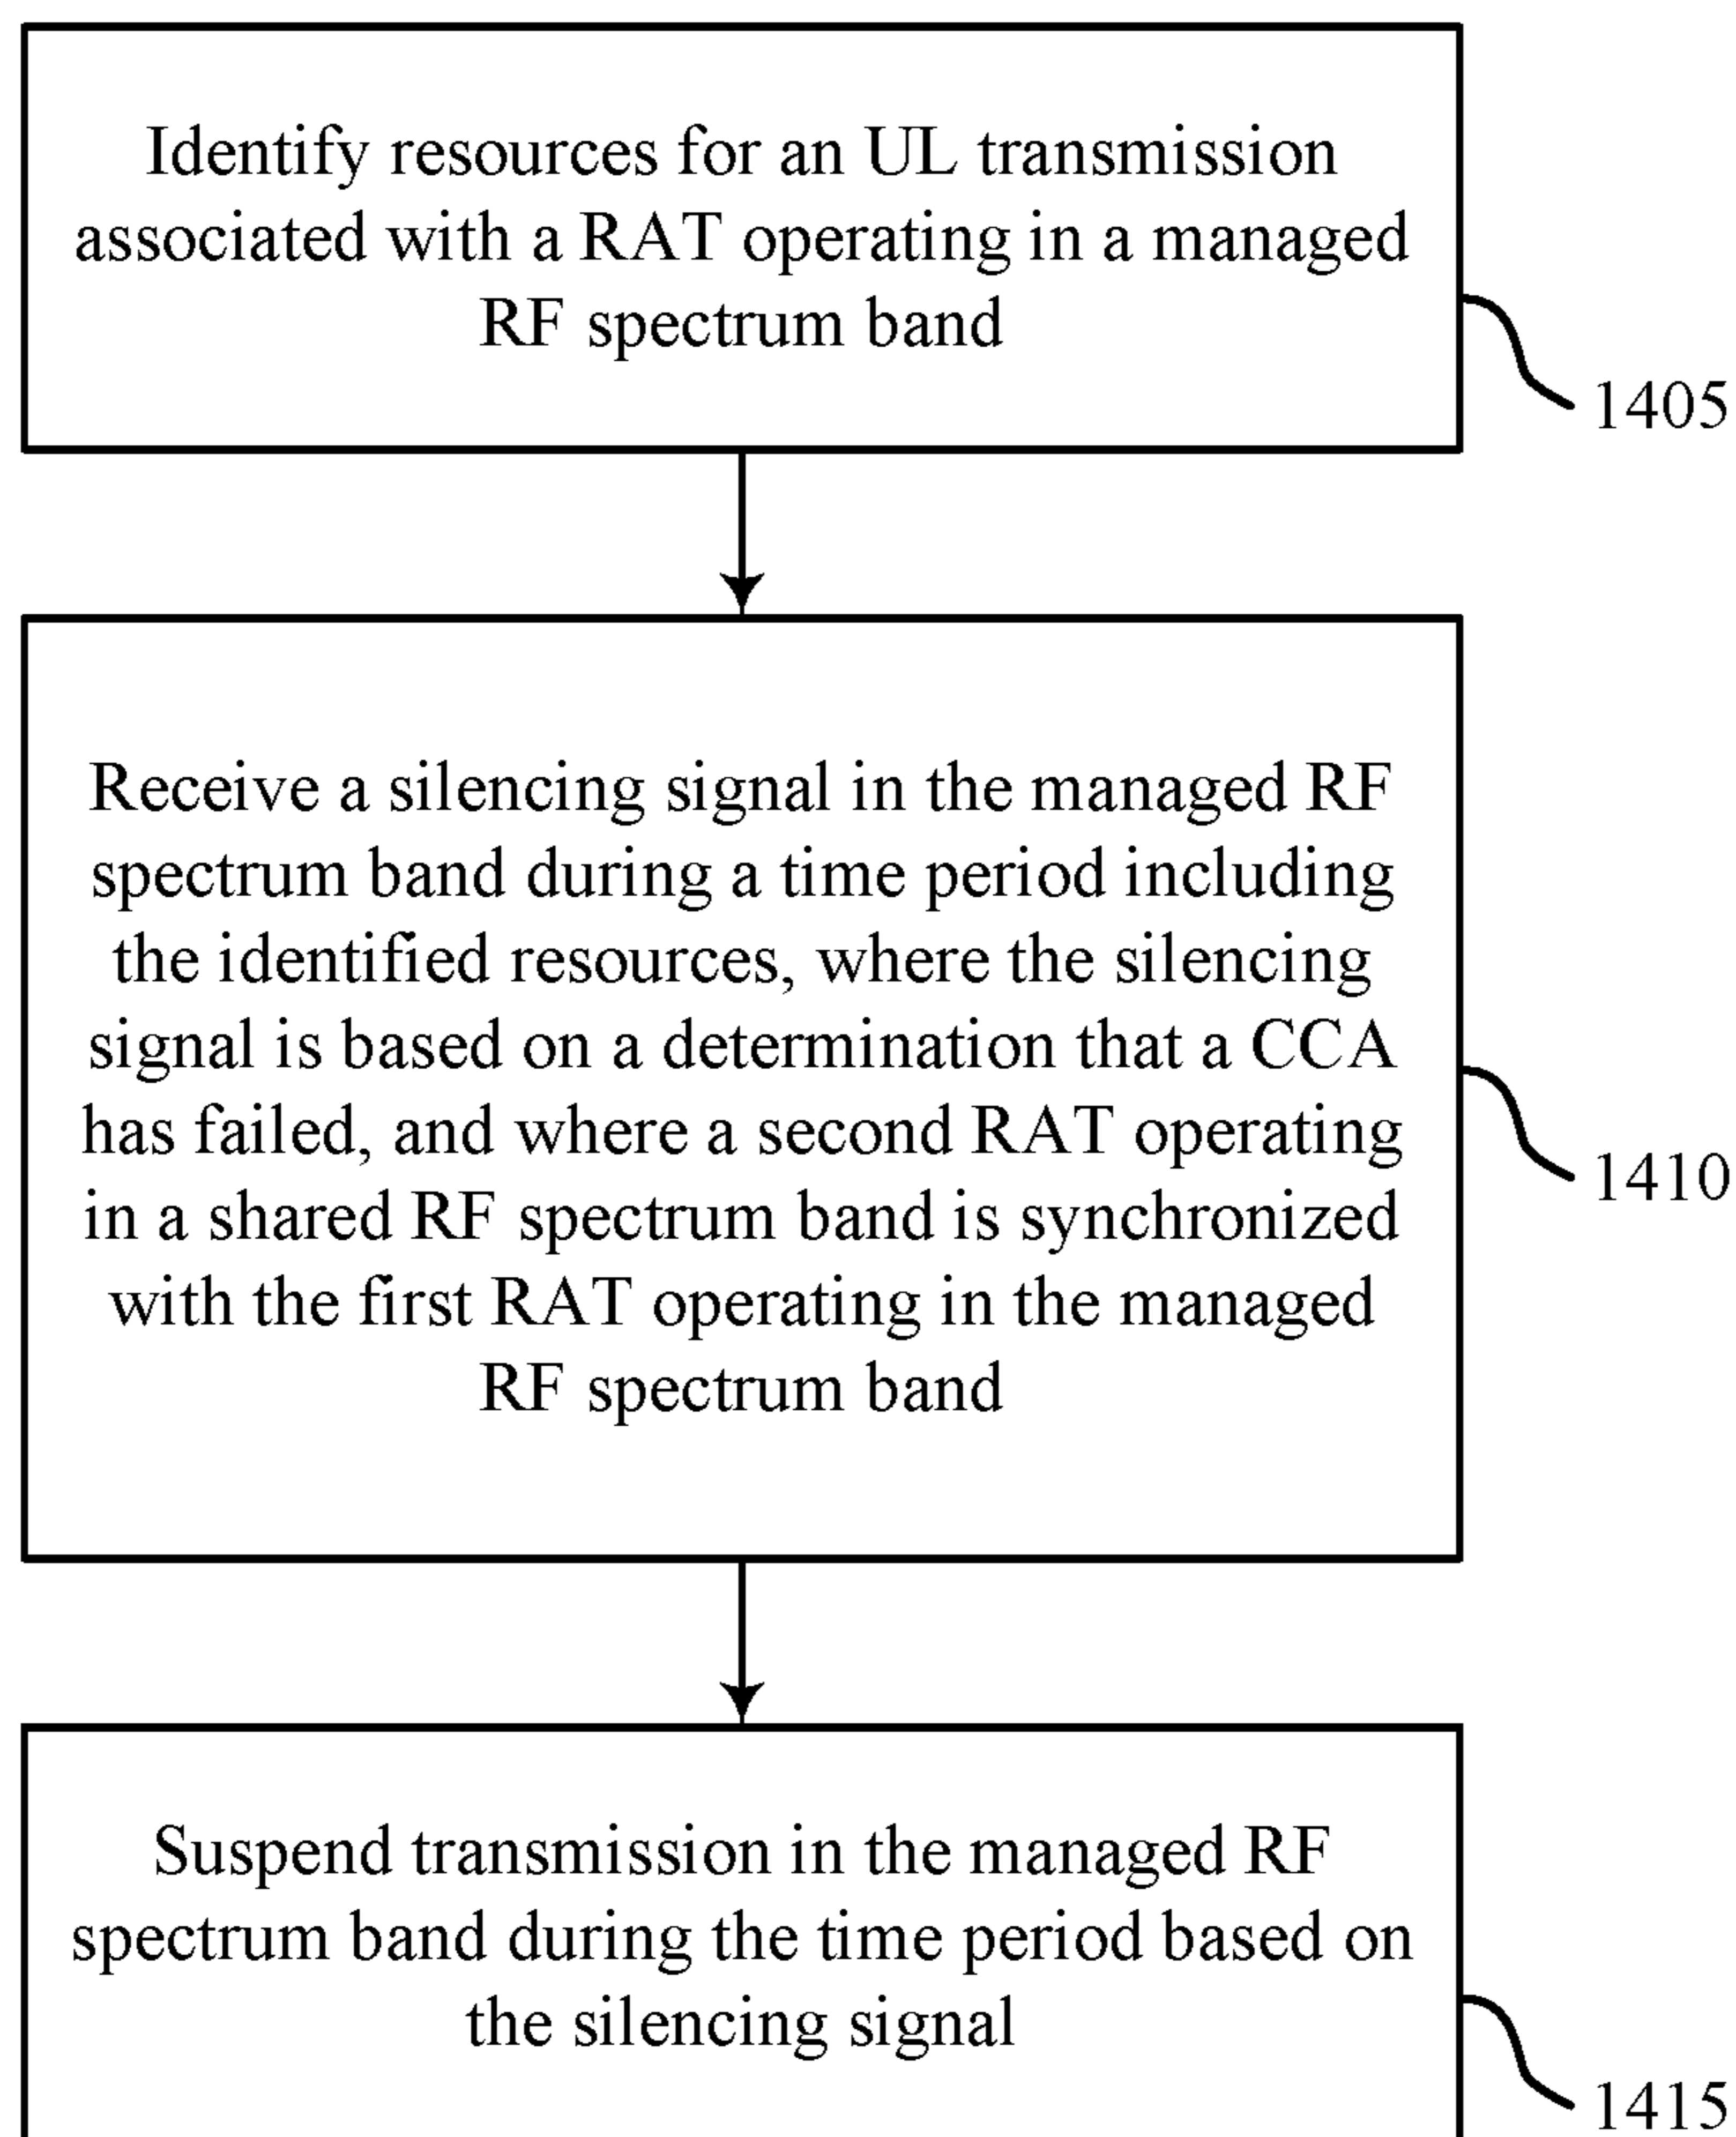 Identify resources for an UL transmission
associated with a RAT operating in a managed
RF spectrum band
1405
Receive a silencing signal in the managed RF
spectrum band during a time period including
the identified resources, where the silencing
signal is based on a determination that a CCA
has failed, and where a second RAT operating
in a shared RF spectrum band is synchronized
with the first RAT operating in the managed
RF spectrum band
1410
Suspend transmission in the managed RF
spectrum band during the time period based on
the silencing signal
1415